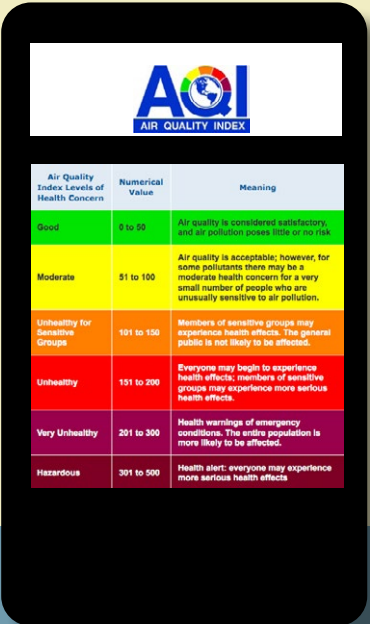 AQI
AIR QUALITY INDEX
Air Quality
Index Levels of
Health Concern
Numerical
Value
Meaning
Good
0 to 50
Air quality is considered satisfactory,
and air pollution poses little or no risk
Moderate
51 to 100
Air quality is acceptable; however, for
some pollutants there may be a
moderate health concern for a very
small number of people who are
unusually sensitive to air pollution.
Unhealthy for
Sensitive
Groups
101 to 150
Members of sensitive groups may
experience health effects. The general
public is not likely to be affected.
Unhealthy
151 to 200
Everyone may begin to experience
health effects; members of sensitive
groups may experience more serious
health effects.
Very Unhealthy
201 to 300
Health warnings of emergency
conditions. The entire population is
more likely to be affected.
Hazardous
301 to 500
Health alert: everyone may experience
more serious health effects